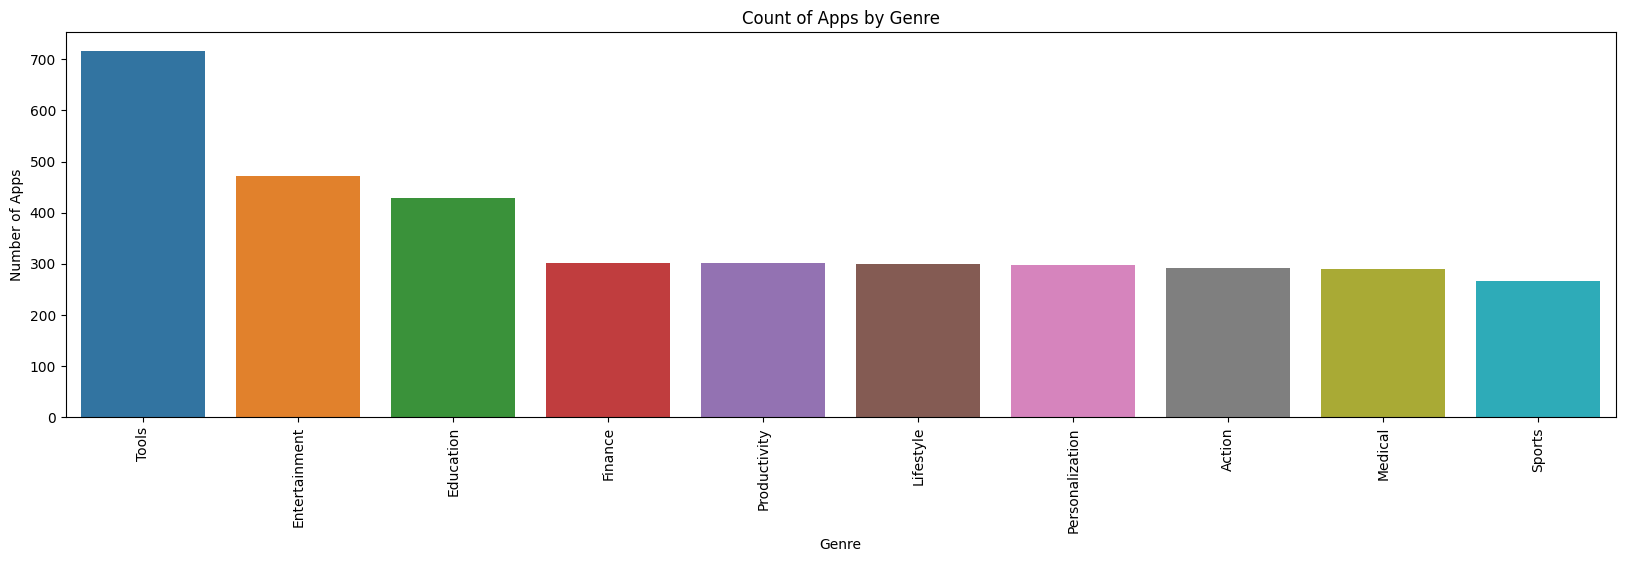 Count of Apps by Genre
Number of Apps
700
600
500
400
300
200
100
0
Tools
Entertainment
Education
Finance
Productivity
Lifestyle
Personalization
Action
Medical
Sports
Genre